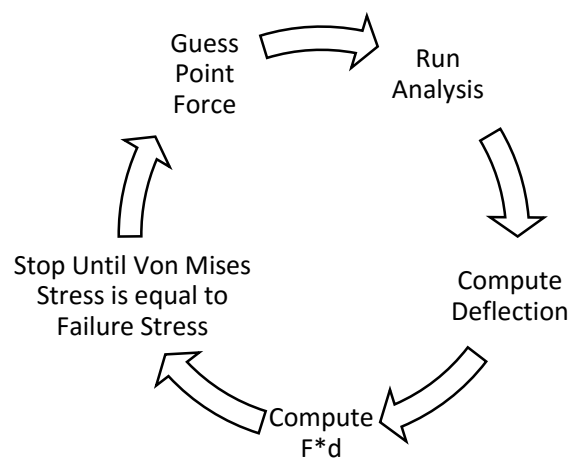 Guess
Point
Force
Run
Analysis
Compute
Deflection
Compute
F*d
Stop Until Von Mises
Stress is equal to
Failure Stress